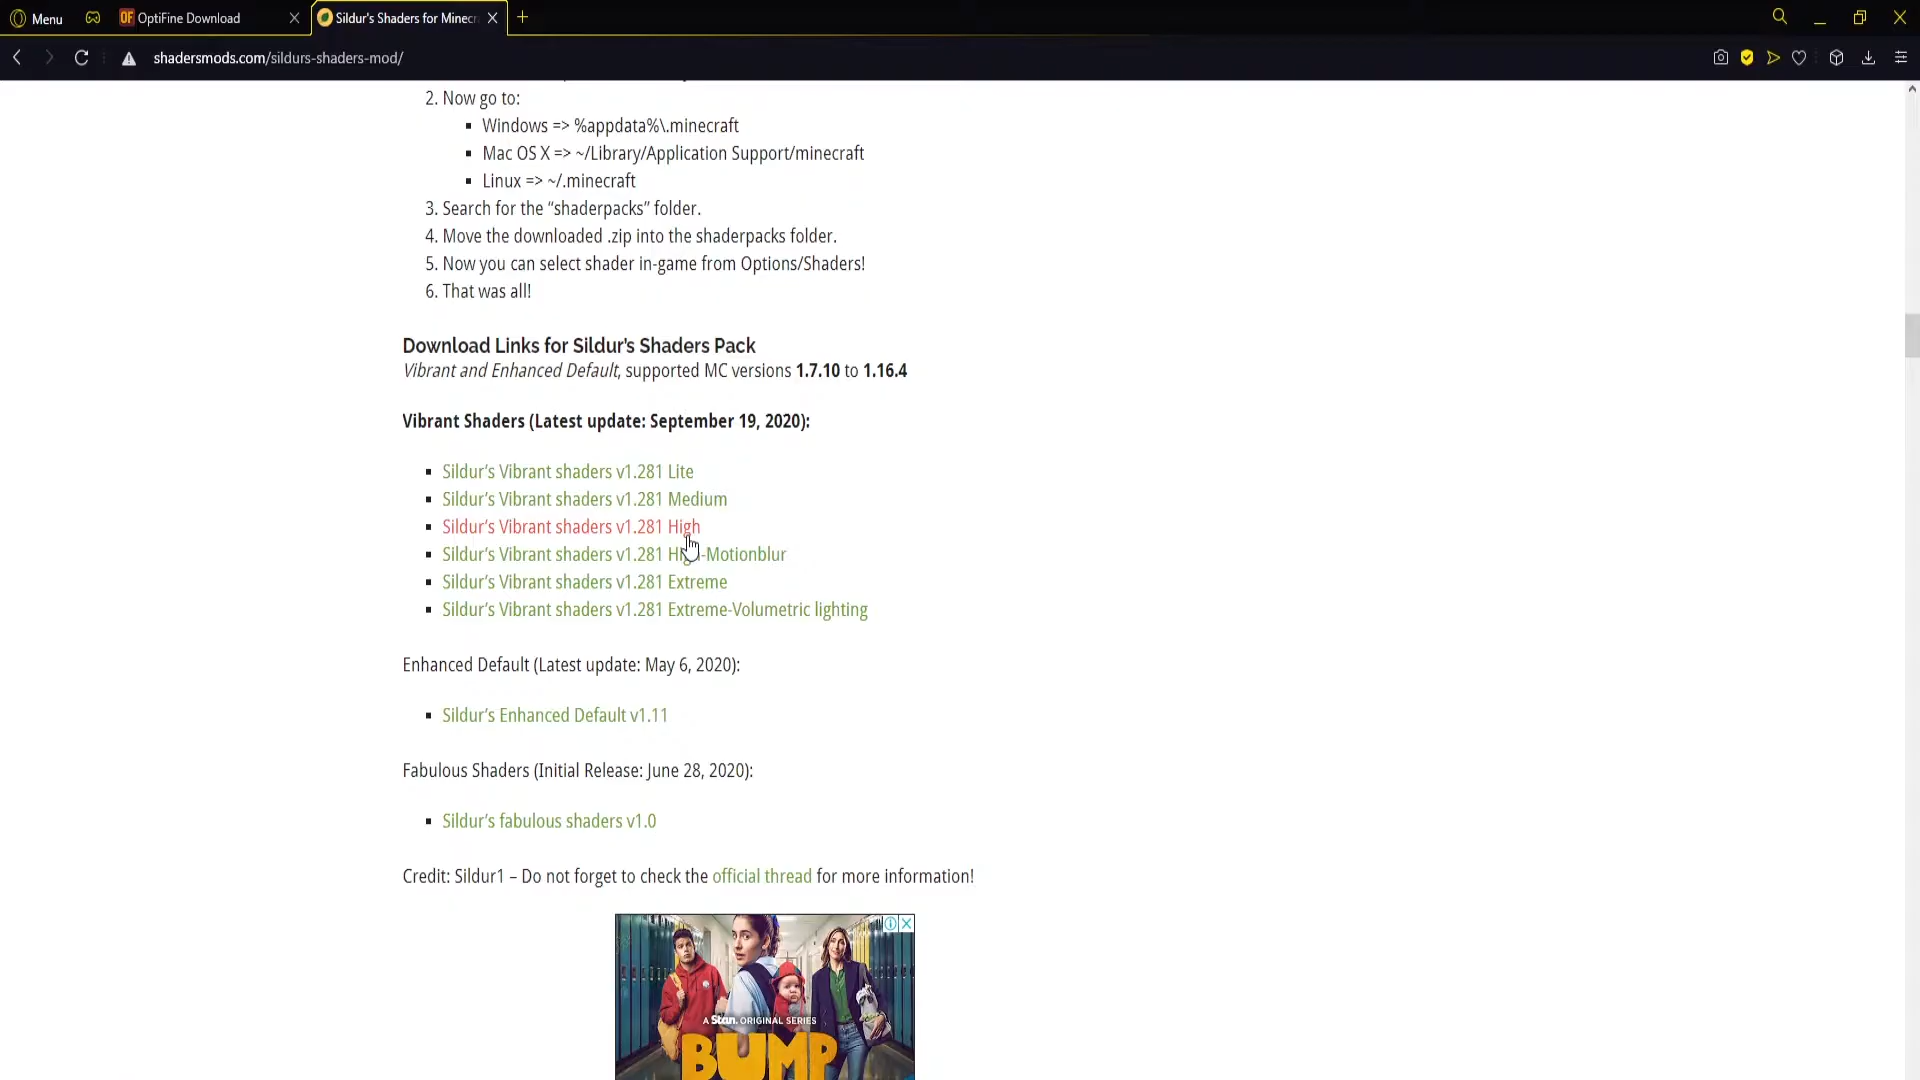 Menu
OptiFine Download
Sildur's Shaders for Minecr
shadersmods.com/sildurs-shaders-mod/
2. Now go to:
▪ Windows => %appdata%\.minecraft
▪ Mac OS X => ~/Library/Application Support/minecraft
▪ Linux => ~/.minecraft
3. Search for the “shaderpacks” folder.
4. Move the downloaded .zip into the shaderpacks folder.
5. Now you can select shader in-game from Options/Shaders!
6. That was all!
Download Links for Sildur’s Shaders Pack
Vibrant and Enhanced Default, supported MC versions 1.7.10 to 1.16.4
Vibrant Shaders (Latest update: September 19, 2020):
▪ Sildur’s Vibrant shaders v1.281 Lite
▪ Sildur’s Vibrant shaders v1.281 Medium
▪ Sildur’s Vibrant shaders v1.281 High
▪ Sildur’s Vibrant shaders v1.281 High-Motionblur
▪ Sildur’s Vibrant shaders v1.281 Extreme
▪ Sildur’s Vibrant shaders v1.281 Extreme-Volumetric lighting
Enhanced Default (Latest update: May 6, 2020):
▪ Sildur’s Enhanced Default v1.11
Fabulous Shaders (Initial Release: June 28, 2020):
▪ Sildur’s fabulous shaders v1.0
Credit: Sildur1 – Do not forget to check the official thread for more information!
A Stan. ORIGINAL SERIES
BUMP